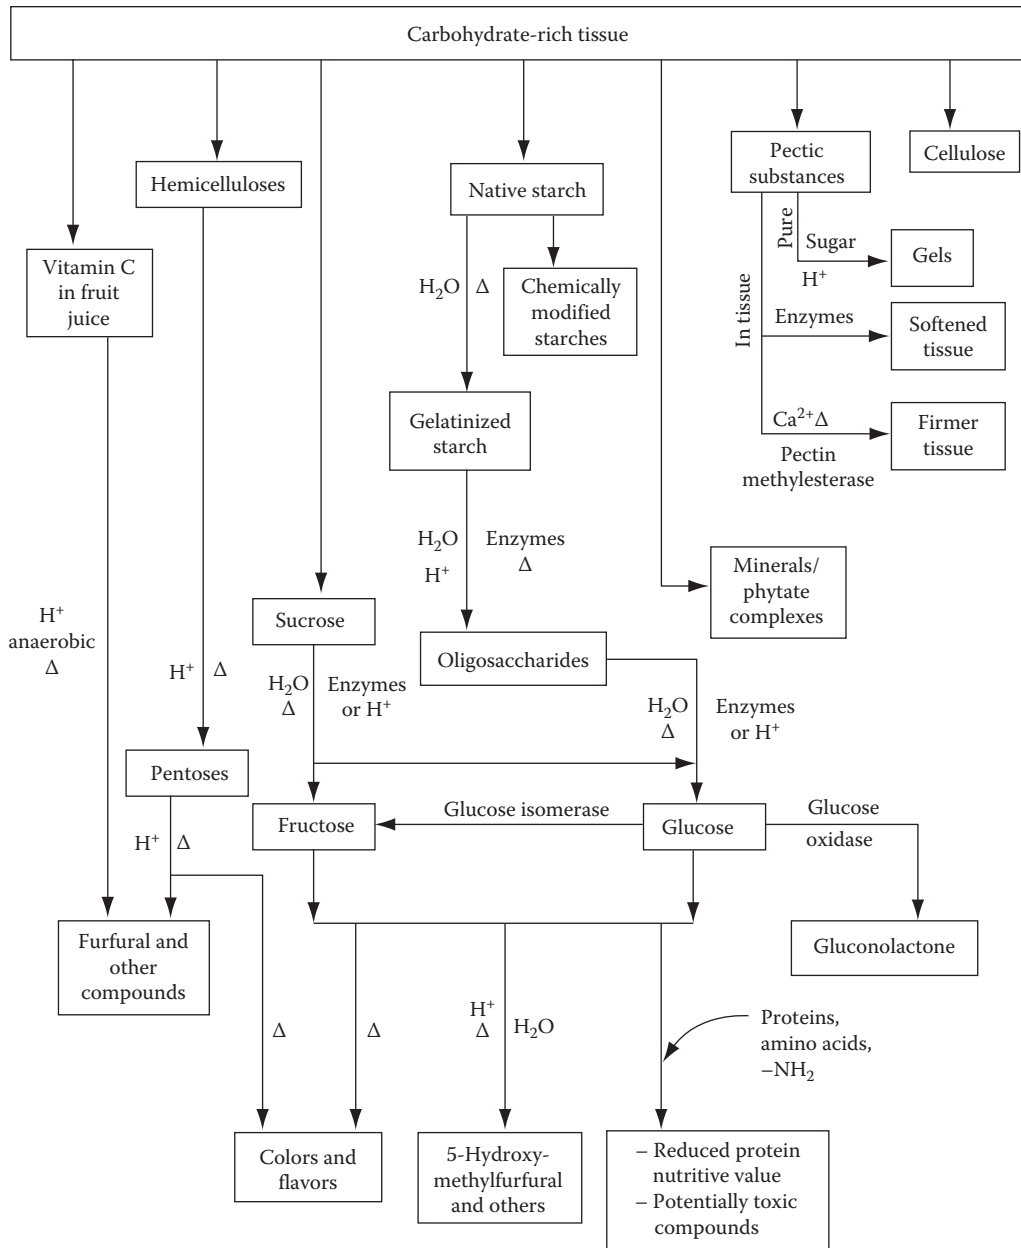 Carbohydrate-rich tissue
Hemicelluloses
Native starch
Pectic
substances
Cellulose
Vitamin C
in fruit
juice
H₂O
Δ
Chemically
modified
starches
In tissue
Pure
Sugar
H⁺
Gels
Enzymes
Softened
tissue
Gelatinized
starch
Ca²⁺Δ
Pectin
methylesterase
Firmer
tissue
H₂O
H⁺
Enzymes
Δ
Minerals/
phytate
complexes
H⁺
anaerobic
Δ
H⁺
Δ
Sucrose
Oligosaccharides
H₂O
Δ
Enzymes
or H⁺
H₂O
Δ
Enzymes
or H⁺
Pentoses
H⁺
Δ
Fructose
Glucose isomerase
Glucose
Glucose
oxidase
Furfural and
other
compounds
Gluconolactone
Δ
Δ
H⁺
Δ
H₂O
Proteins,
amino acids,
–NH₂
Colors and
flavors
5-Hydroxy-
methylfurfural
and others
– Reduced protein
nutritive value
– Potentially toxic
compounds